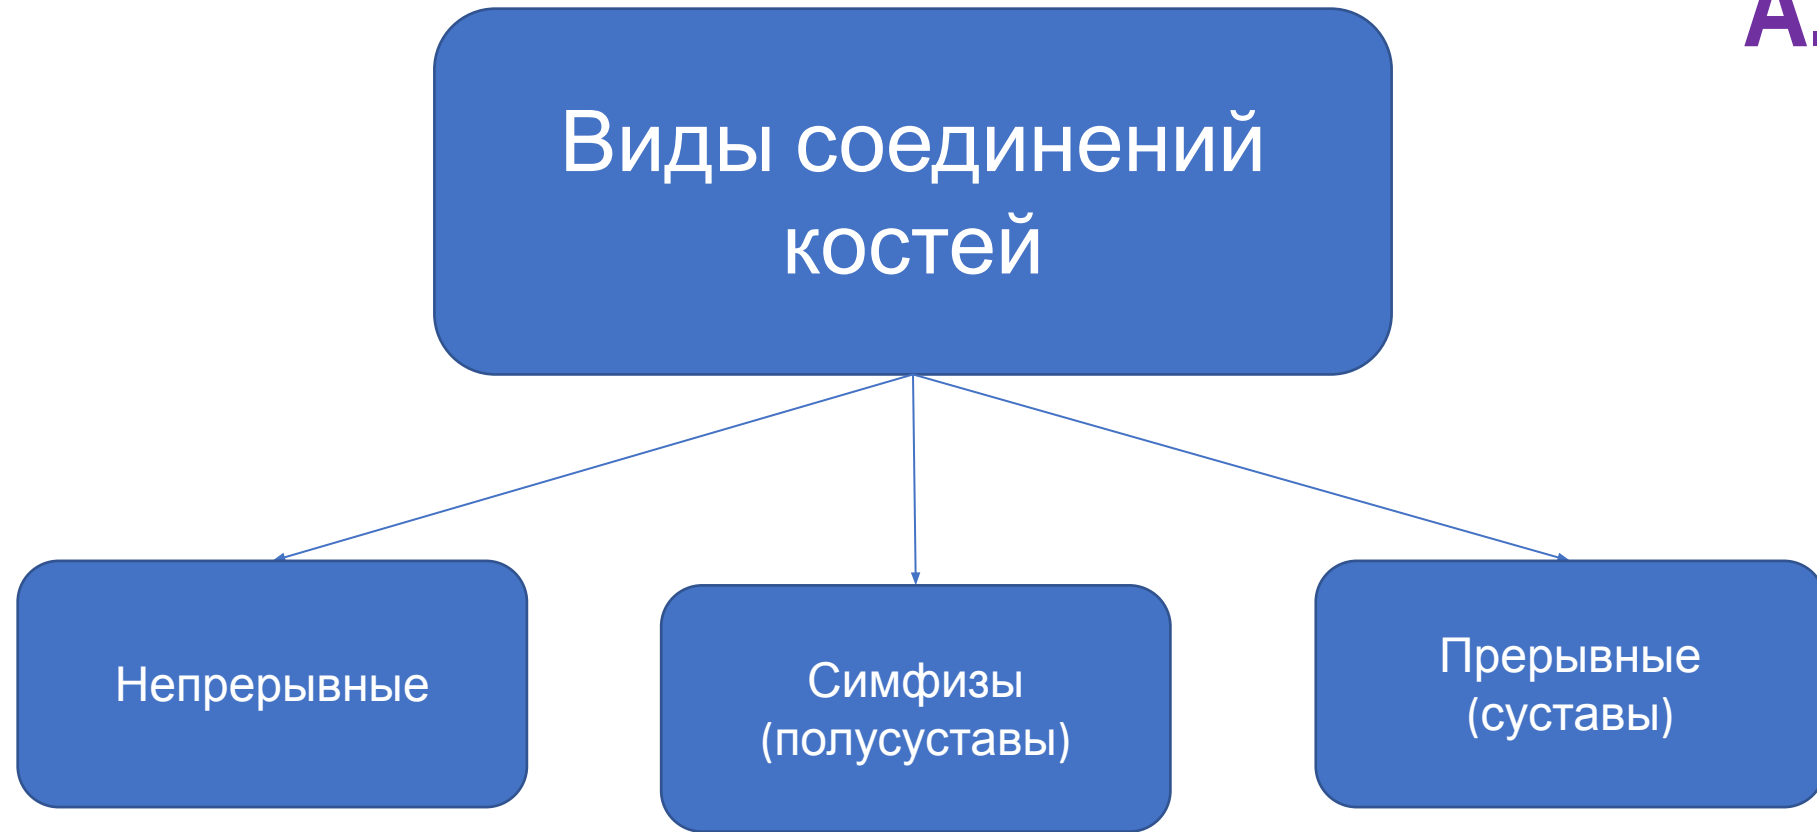 А.
Виды соединений
костей
Непрерывные
Симфизы
(полусуставы)
Прерывные
(суставы)